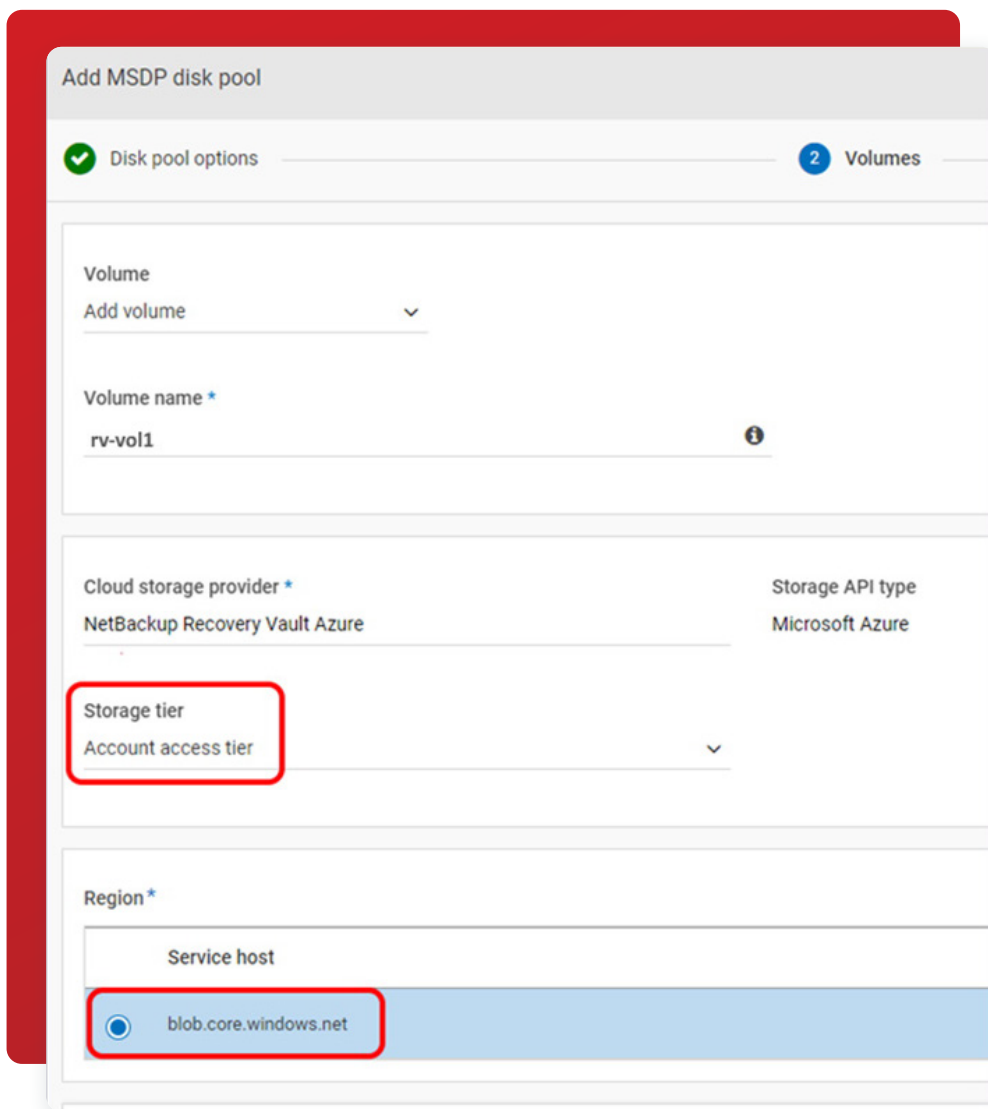 Add MSDP disk pool
Disk pool options
2 Volumes
Volume
Add volume
Volume name *
rv-vol1
Cloud storage provider *
Storage API type
NetBackup Recovery Vault Azure
Microsoft Azure
Storage tier
Account access tier
Region*
Service host
blob.core.windows.net